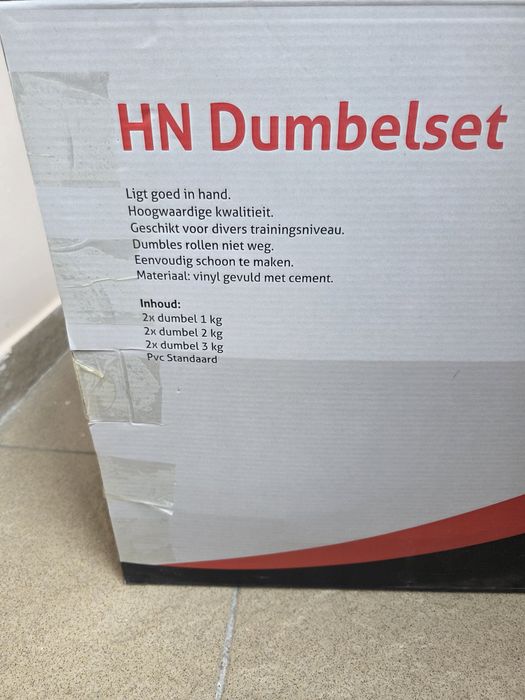 HN Dumbelset
Ligt goed in hand.
Hoogwaardige kwalitieit.
Geschikt voor divers trainingsniveau.
Dumbles rollen niet weg.
Eenvoudig schoon te maken.
Materiaal: vinyl gevuld met cement.
Inhoud:
2x dumbel 1 kg
2x dumbel 2 kg
2x dumbel 3 kg
Pvc Standaard